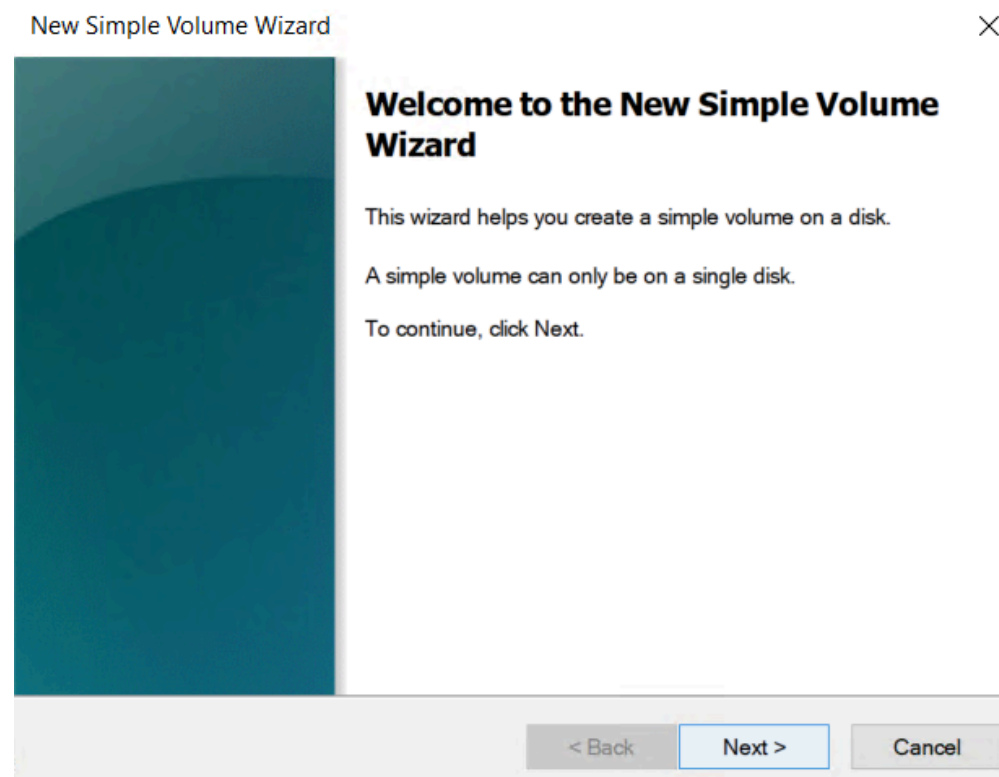 New Simple Volume Wizard
Welcome to the New Simple Volume
Wizard
This wizard helps you create a simple volume on a disk.
A simple volume can only be on a single disk.
To continue, click Next.
< Back
Next >
Cancel